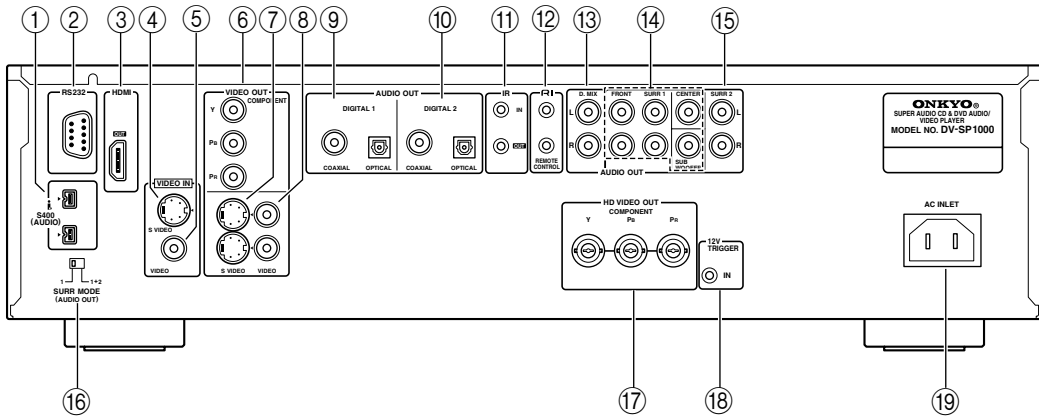 1 2 3 4 5 6 7 8 9 10 11 12 13 14 15
RS232
HDMI
OUT
VIDEO OUT
COMPONENT
Y
PB
PR
AUDIO OUT
DIGITAL 1
DIGITAL 2
COAXIAL
OPTICAL
COAXIAL
OPTICAL
IR
IN
OUT
RI
REMOTE
CONTROL
D. MIX
FRONT
SURR 1
CENTER
SURR 2
L
R
L
R
SUB
WOOFER
AUDIO OUT
ONKYO®
SUPER AUDIO CD & DVD AUDIO/
VIDEO PLAYER
MODEL NO. DV-SP1000
i
S400
(AUDIO)
VIDEO IN
S VIDEO
VIDEO
S VIDEO
VIDEO
HD VIDEO OUT
COMPONENT
Y
PB
PR
12V
TRIGGER
IN
AC INLET
1
1+2
SURR MODE
(AUDIO OUT)
16 17 18 19